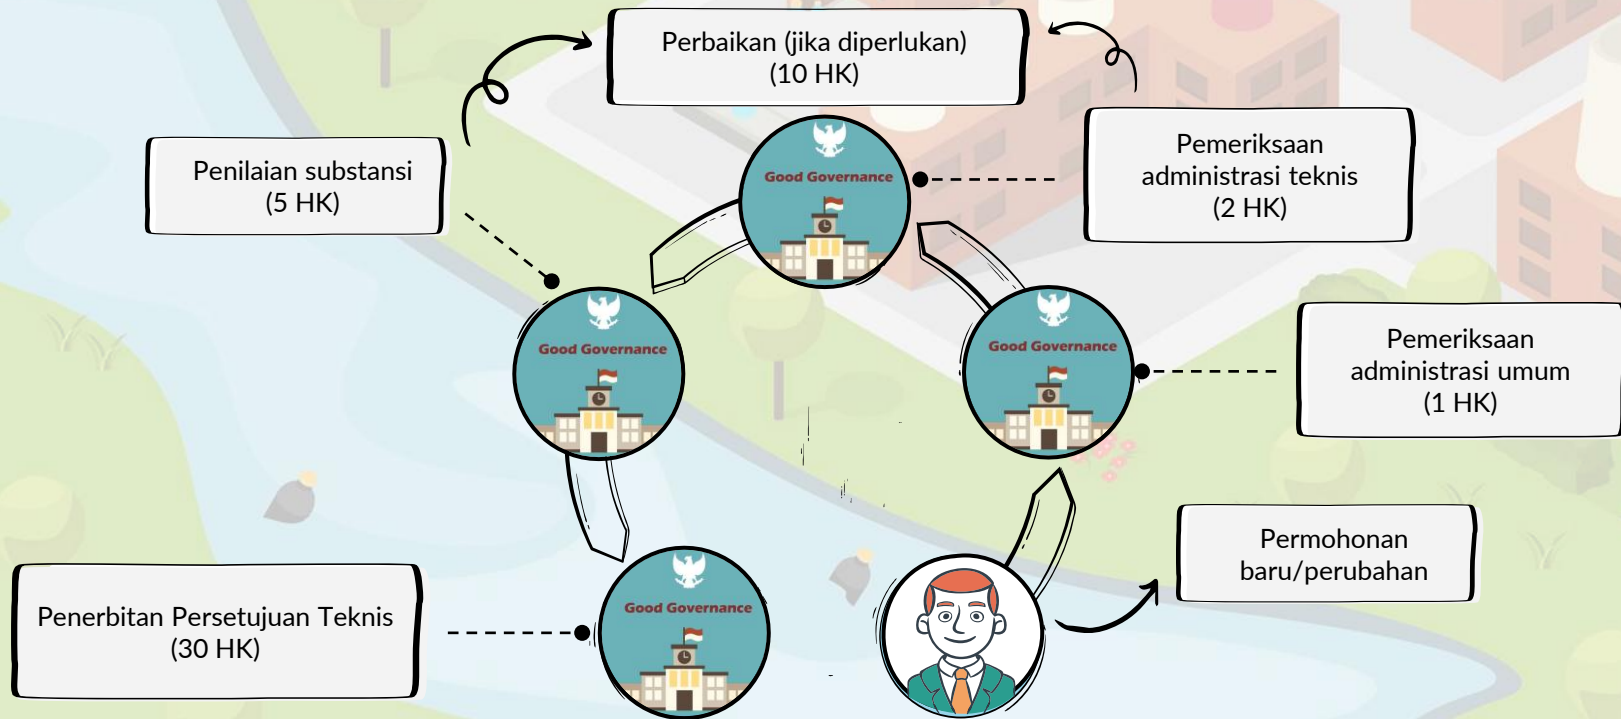 Perbaikan (jika diperlukan)
(10 HK)
Penilaian substansi
(5 HK)
Pemeriksaan
administrasi teknis
(2 HK)
Good Governance
Good Governance
Good Governance
Pemeriksaan
administrasi umum
(1 HK)
Permohonan
baru/perubahan
Penerbitan Persetujuan Teknis
(30 HK)
Good Governance